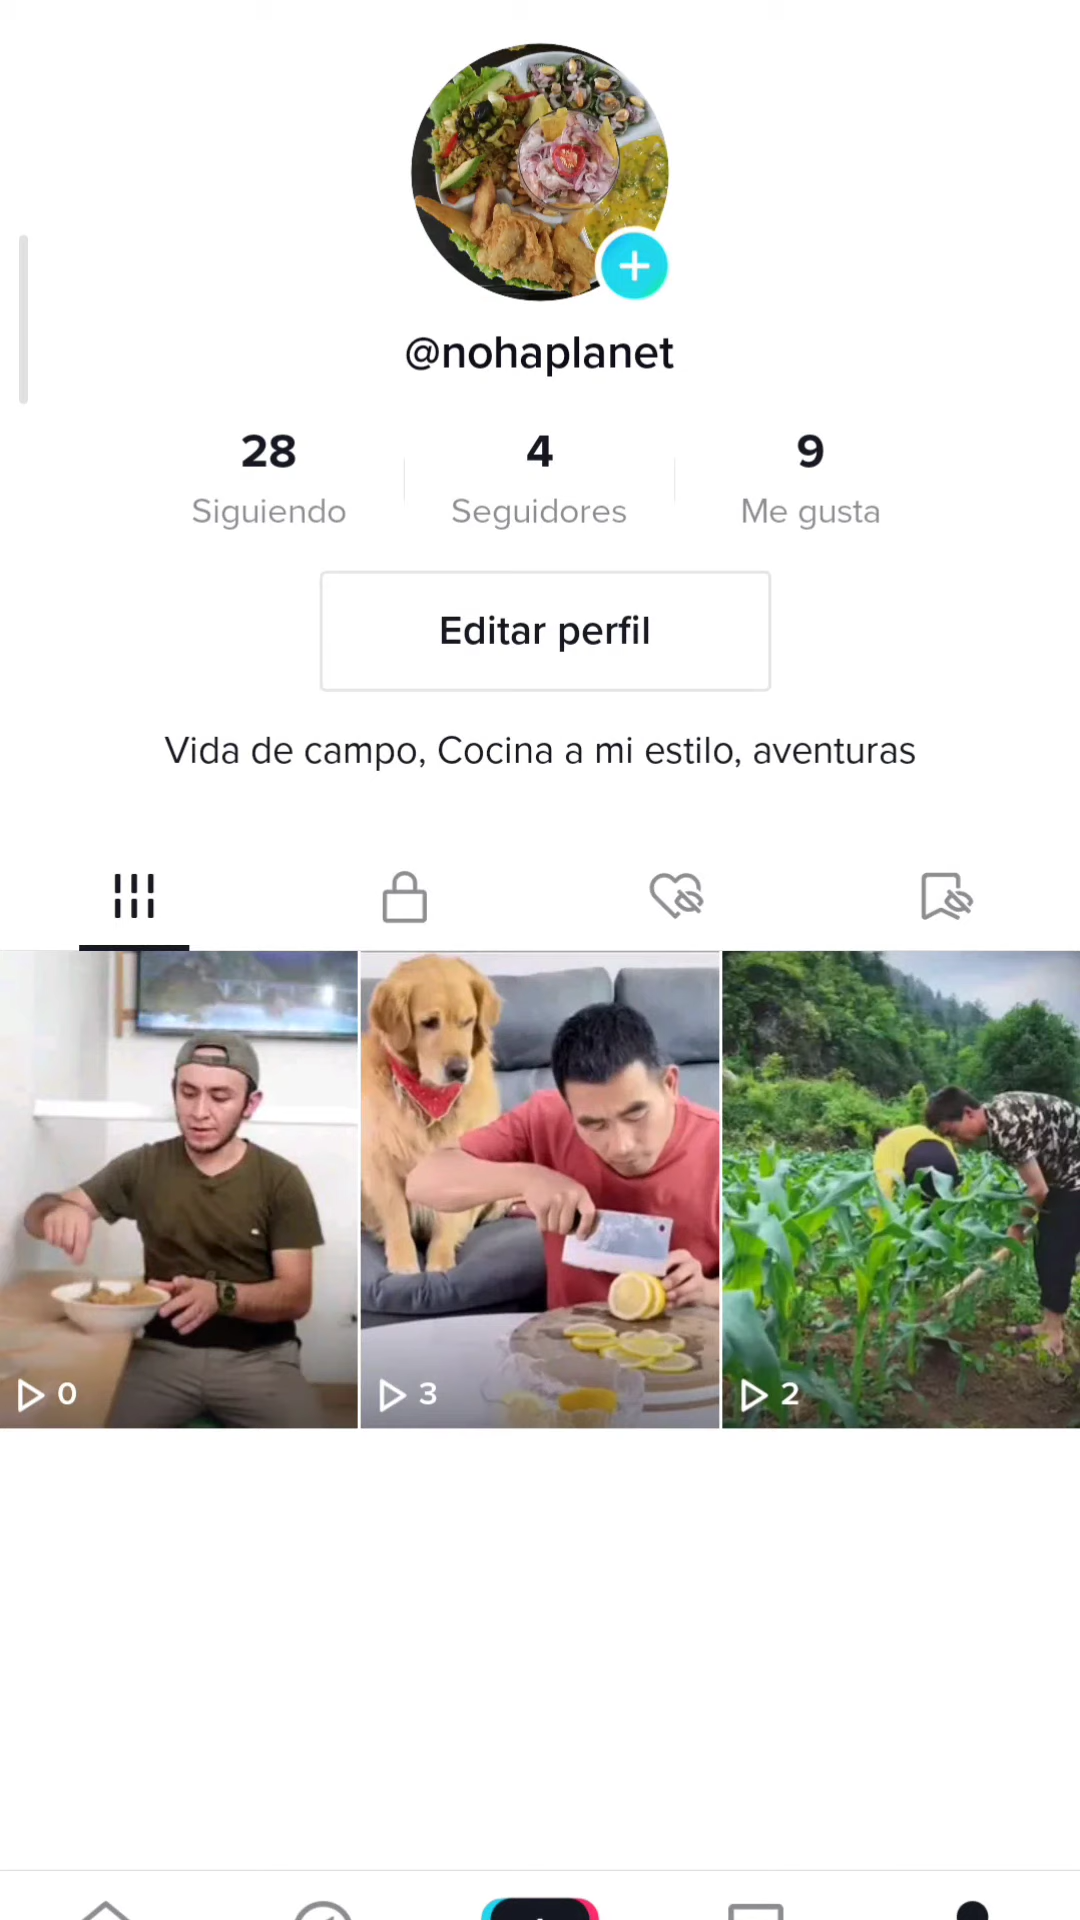 @nohaplanet
28 4 9
Siguiendo Seguidores Me gusta
Editar perfil
Vida de campo, Cocina a mi estilo, aventuras
0 3 2